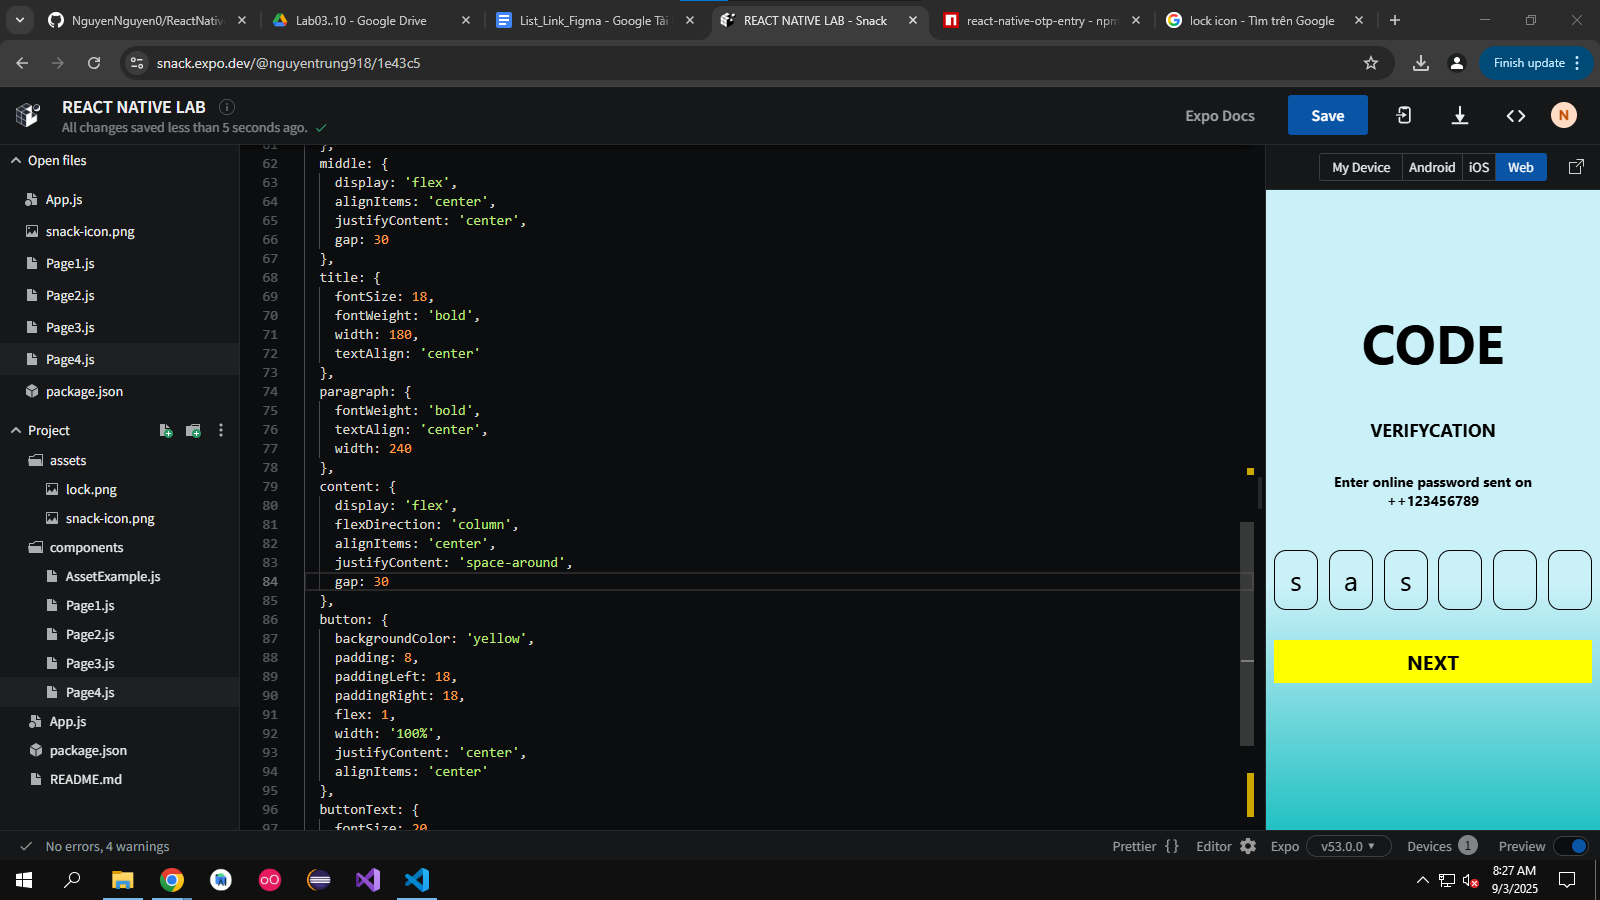 NguyenNguyen0/ReactNativ
Lab03..10 - Google Drive
List_Link_Figma - Google Tài
REACT NATIVE LAB - Snack
react-native-otp-entry - npm
lock icon - Tìm trên Google
snack.expo.dev/@nguyentrung918/1e43c5
Finish update
REACT NATIVE LAB
All changes saved less than 5 seconds ago.
Expo Docs
Save
N
Open files
App.js
snack-icon.png
Page1.js
Page2.js
Page3.js
Page4.js
package.json
Project
assets
lock.png
snack-icon.png
components
AssetExample.js
Page1.js
Page2.js
Page3.js
Page4.js
App.js
package.json
README.md
61 },
62 middle: {
63 display: 'flex',
64 alignItems: 'center',
65 justifyContent: 'center',
66 gap: 30
67 },
68 title: {
69 fontSize: 18,
70 fontWeight: 'bold',
71 width: 180,
72 textAlign: 'center'
73 },
74 paragraph: {
75 fontWeight: 'bold',
76 textAlign: 'center',
77 width: 240
78 },
79 content: {
80 display: 'flex',
81 flexDirection: 'column',
82 alignItems: 'center',
83 justifyContent: 'space-around',
84 gap: 30
85 },
86 button: {
87 backgroundColor: 'yellow',
88 padding: 8,
89 paddingLeft: 18,
90 paddingRight: 18,
91 flex: 1,
92 width: '100%',
93 justifyContent: 'center',
94 alignItems: 'center'
95 },
96 buttonText: {
97 fontSize: 20
My Device
Android
iOS
Web
CODE
VERIFYCATION
Enter online password sent on
++123456789
s a s
NEXT
No errors, 4 warnings
Prettier {}
Editor
Expo
v53.0.0
Devices 1
Preview
8:27 AM
9/3/2025